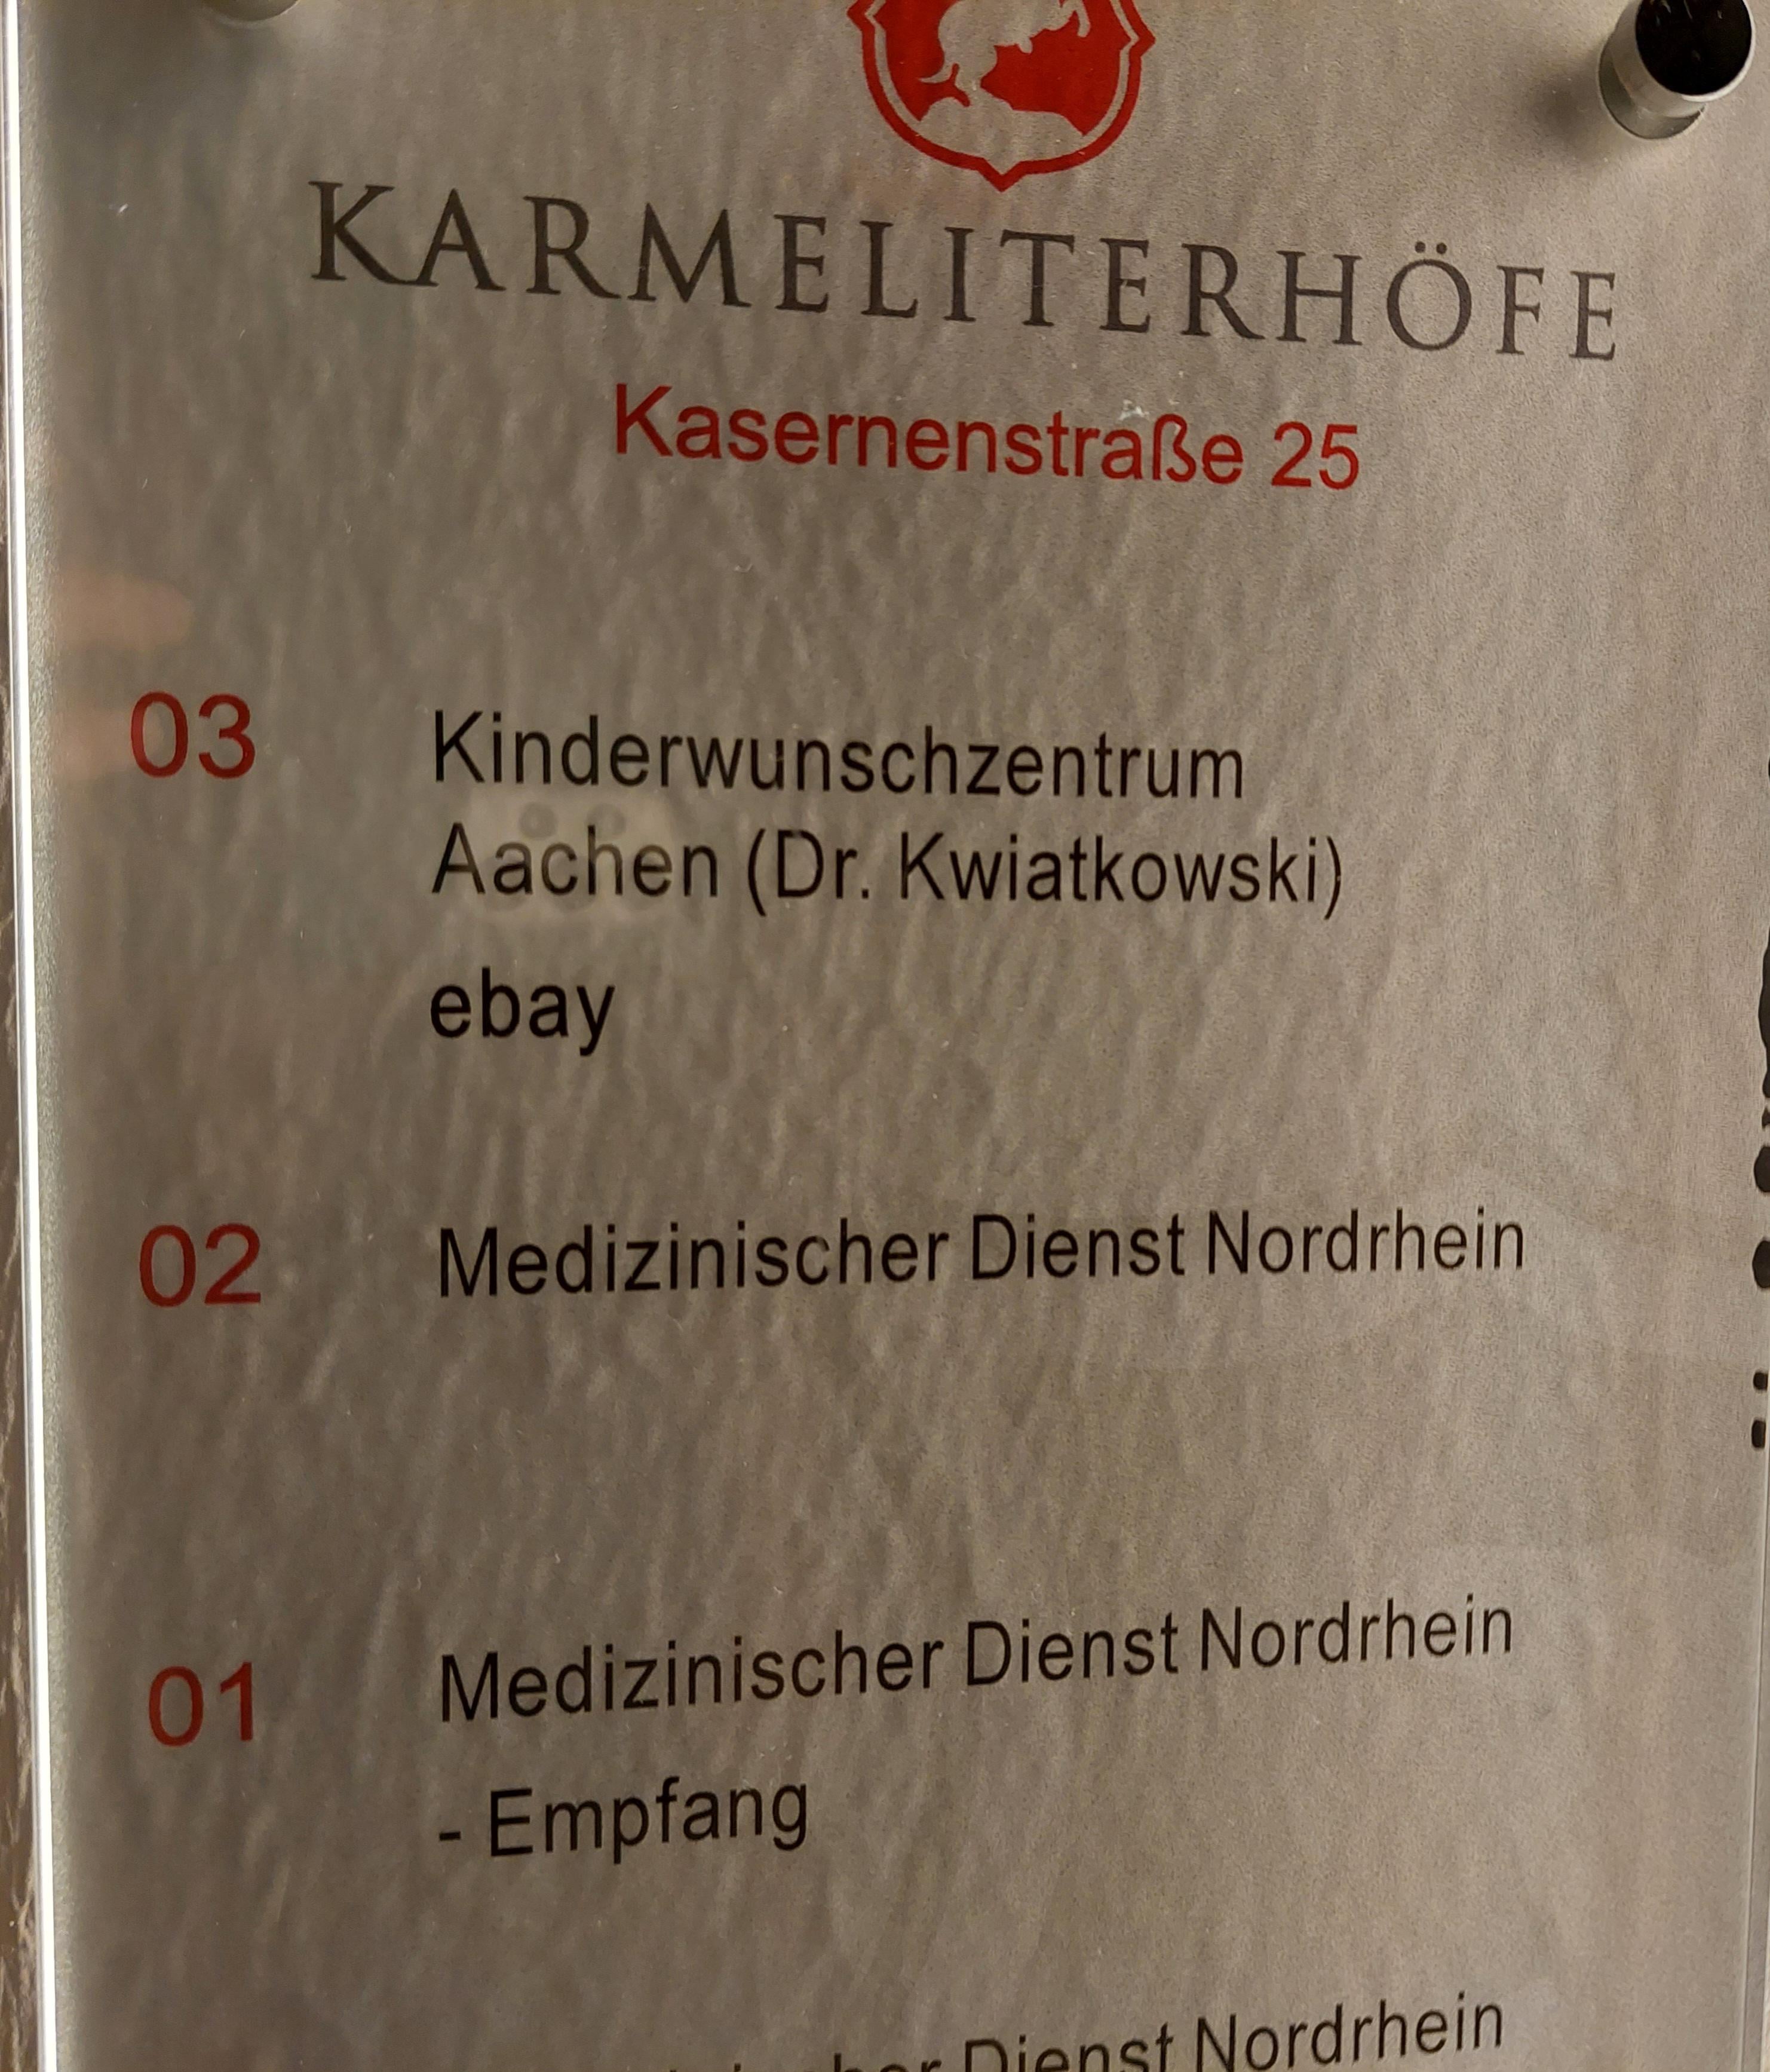 KARMELITERHÖFE
Kasernenstraße 25
03 Kinderwunschzentrum
Aachen (Dr. Kwiatkowski)
ebay
02 Medizinischer Dienst Nordrhein
01 Medizinischer Dienst Nordrhein
- Empfang
Dienst Nordrhein